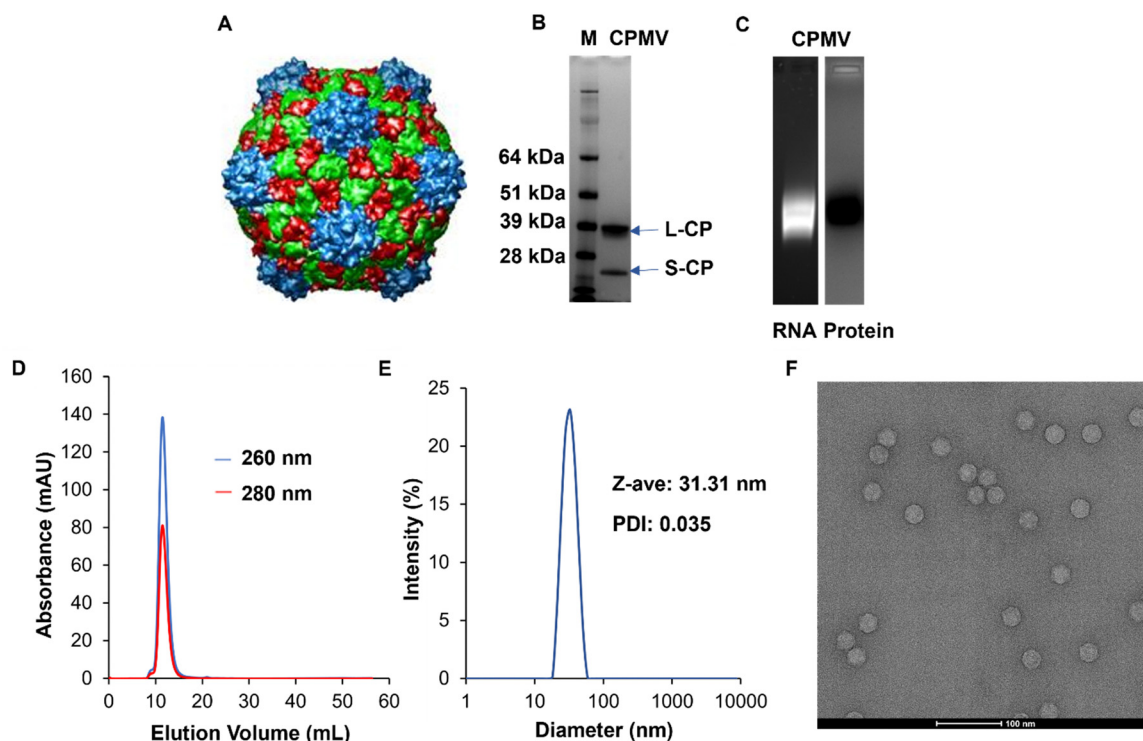 A
B
M CPMV
64 kDa
51 kDa
39 kDa
28 kDa
L-CP
S-CP
C
CPMV
RNA Protein
D
160
140
120
100
80
60
40
20
0
0 10 20 30 40 50 60
Absorbance (mAU)
Elution Volume (mL)
260 nm
280 nm
E
25
20
15
10
5
0
1 10 100 1000 10000
Intensity (%)
Diameter (nm)
Z-ave: 31.31 nm
PDI: 0.035
F
100 nm